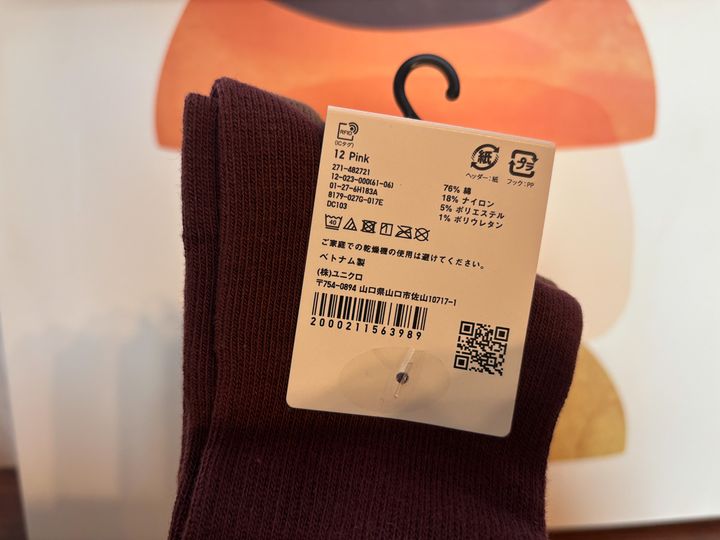 RFID
(ICタグ)
12 Pink
271-482721
12-023-000(61-06)
01-27-6H183A
8179-027G-017E
DC103
紙
ヘッダー:紙
プラ
フック:PP
76% 綿
18% ナイロン
5% ポリエステル
1% ポリウレタン
40
ご家庭での乾燥機の使用は避けてください。
ベトナム製
(株)ユニクロ
〒754-0894 山口県山口市佐山10717-1
2000211563989